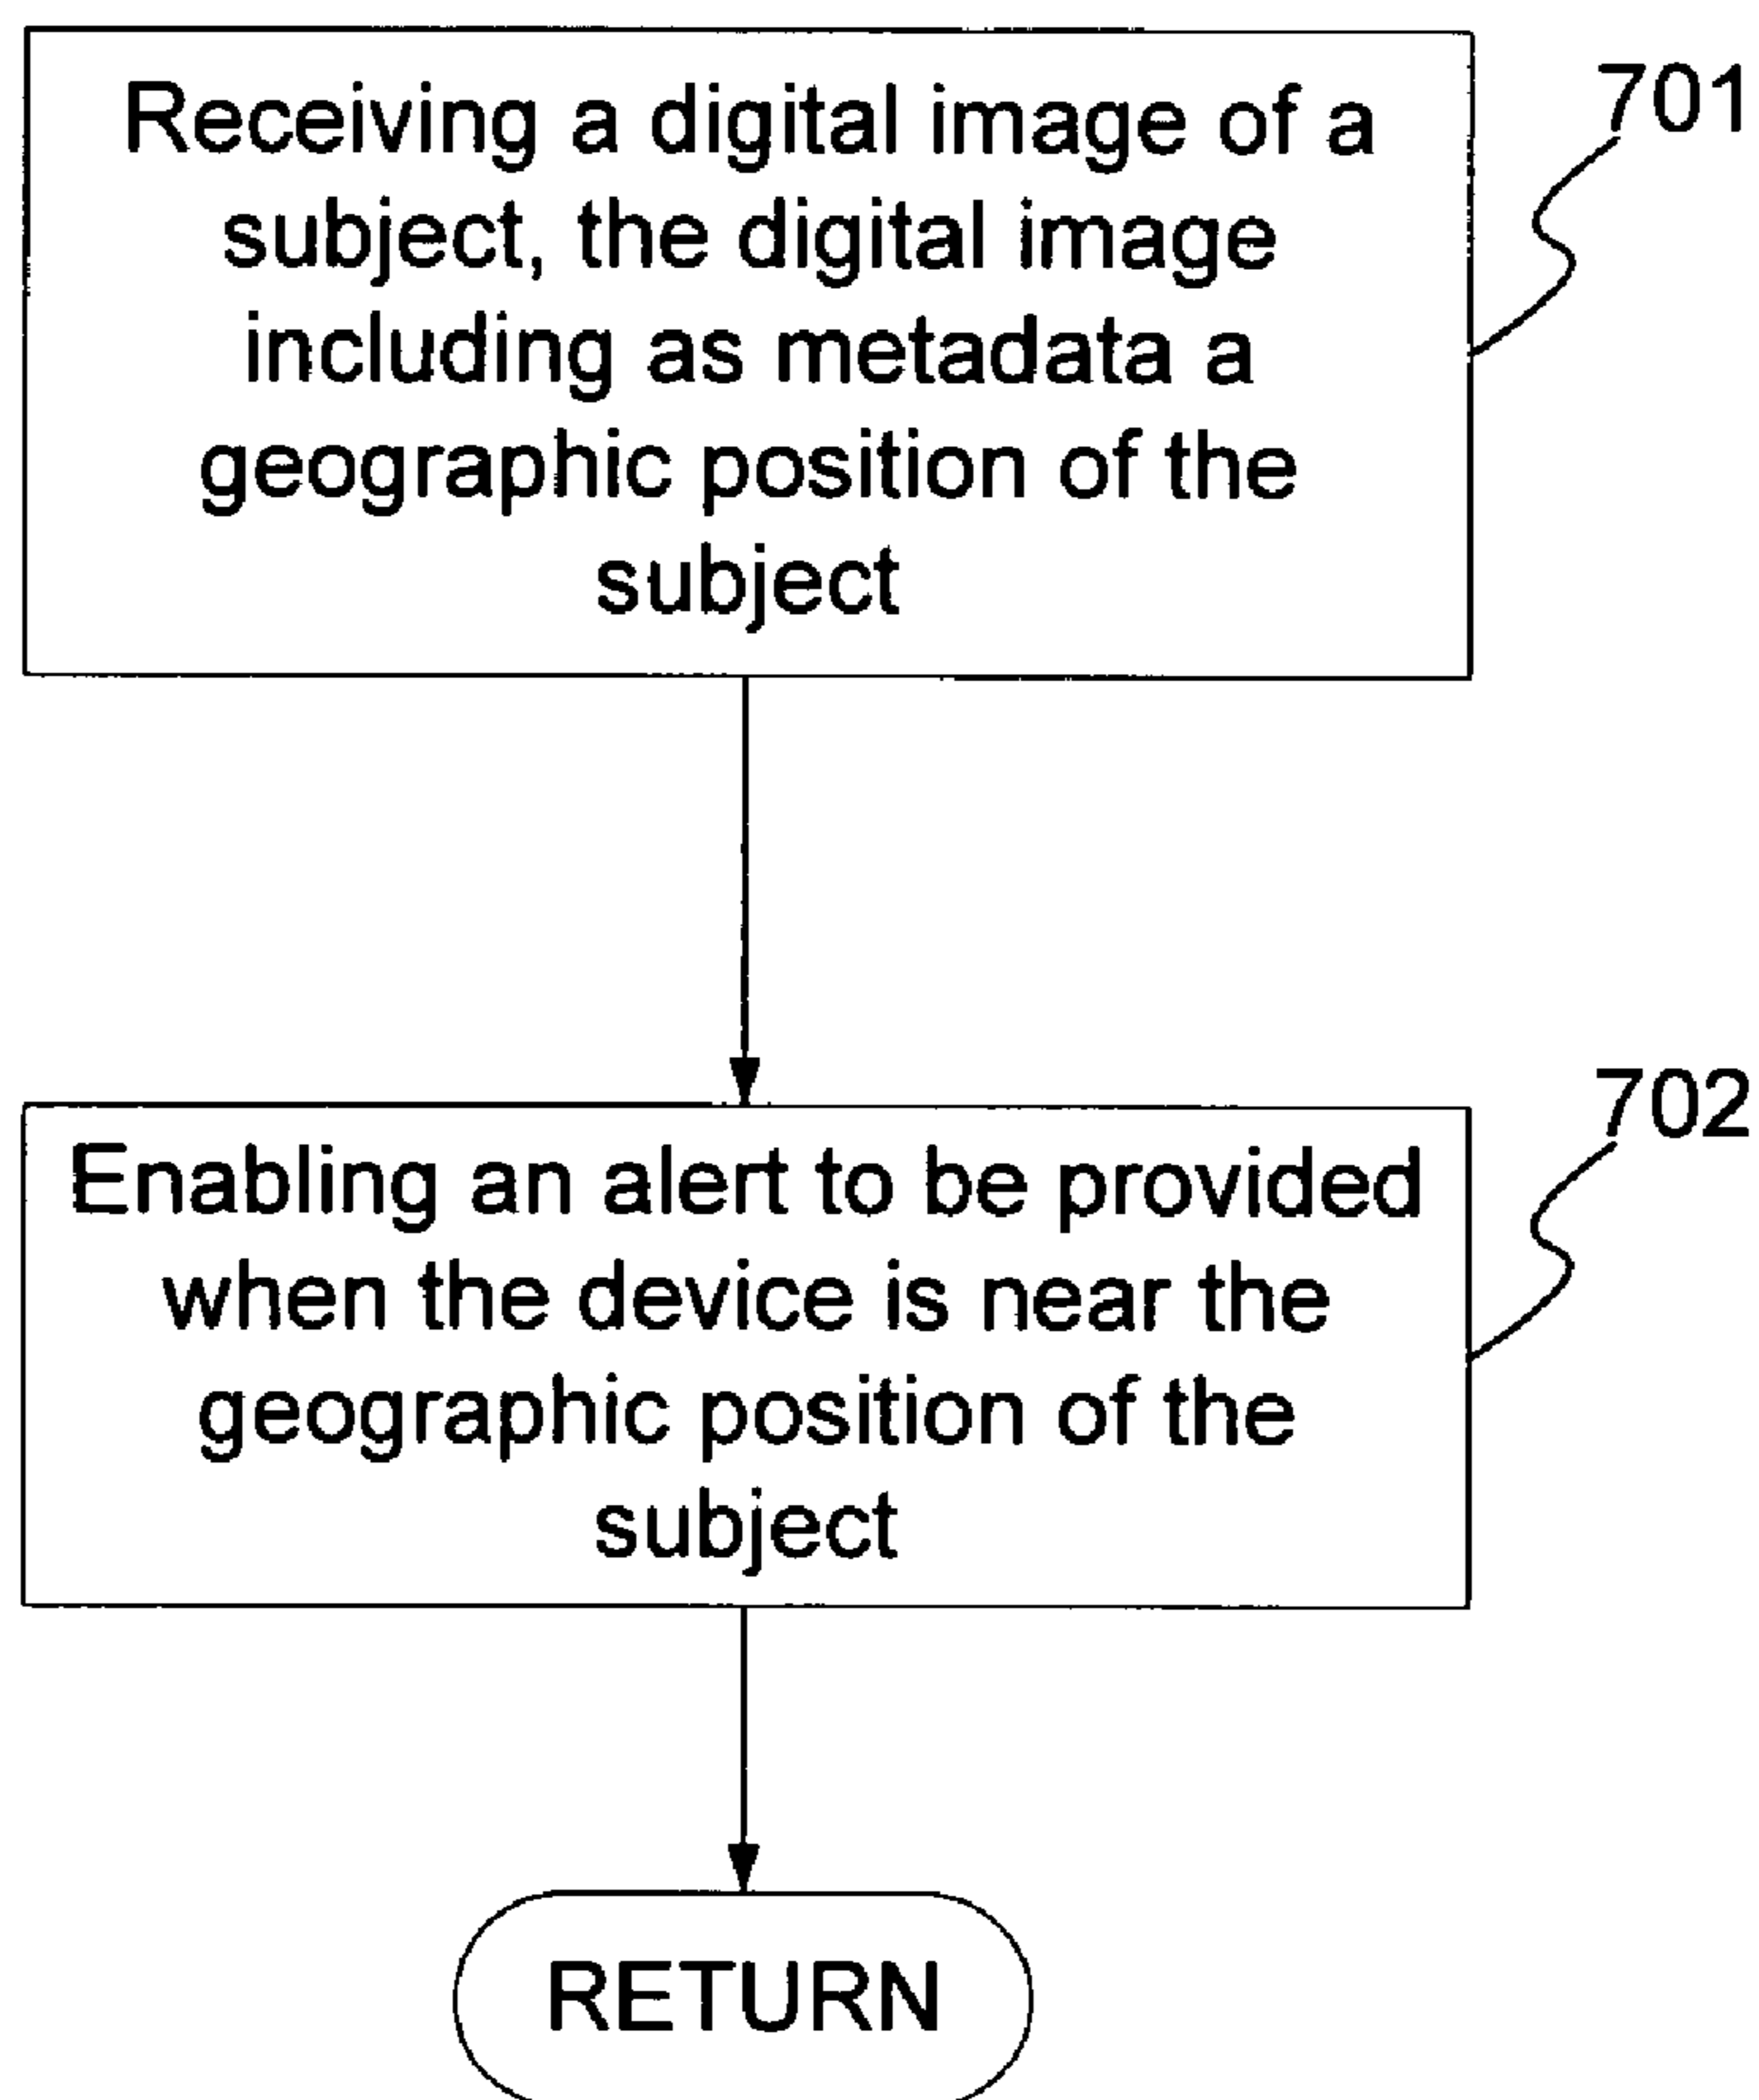 Receiving a digital image of a
subject, the digital image
including as metadata a
geographic position of the
subject
701
Enabling an alert to be provided
when the device is near the
geographic position of the
subject
702
RETURN